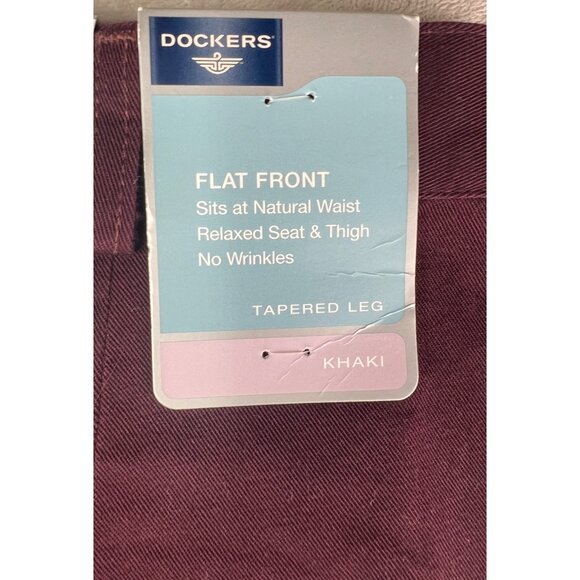 DOCKERS®
FLAT FRONT
Sits at Natural Waist
Relaxed Seat & Thigh
No Wrinkles
TAPERED LEG
KHAKI